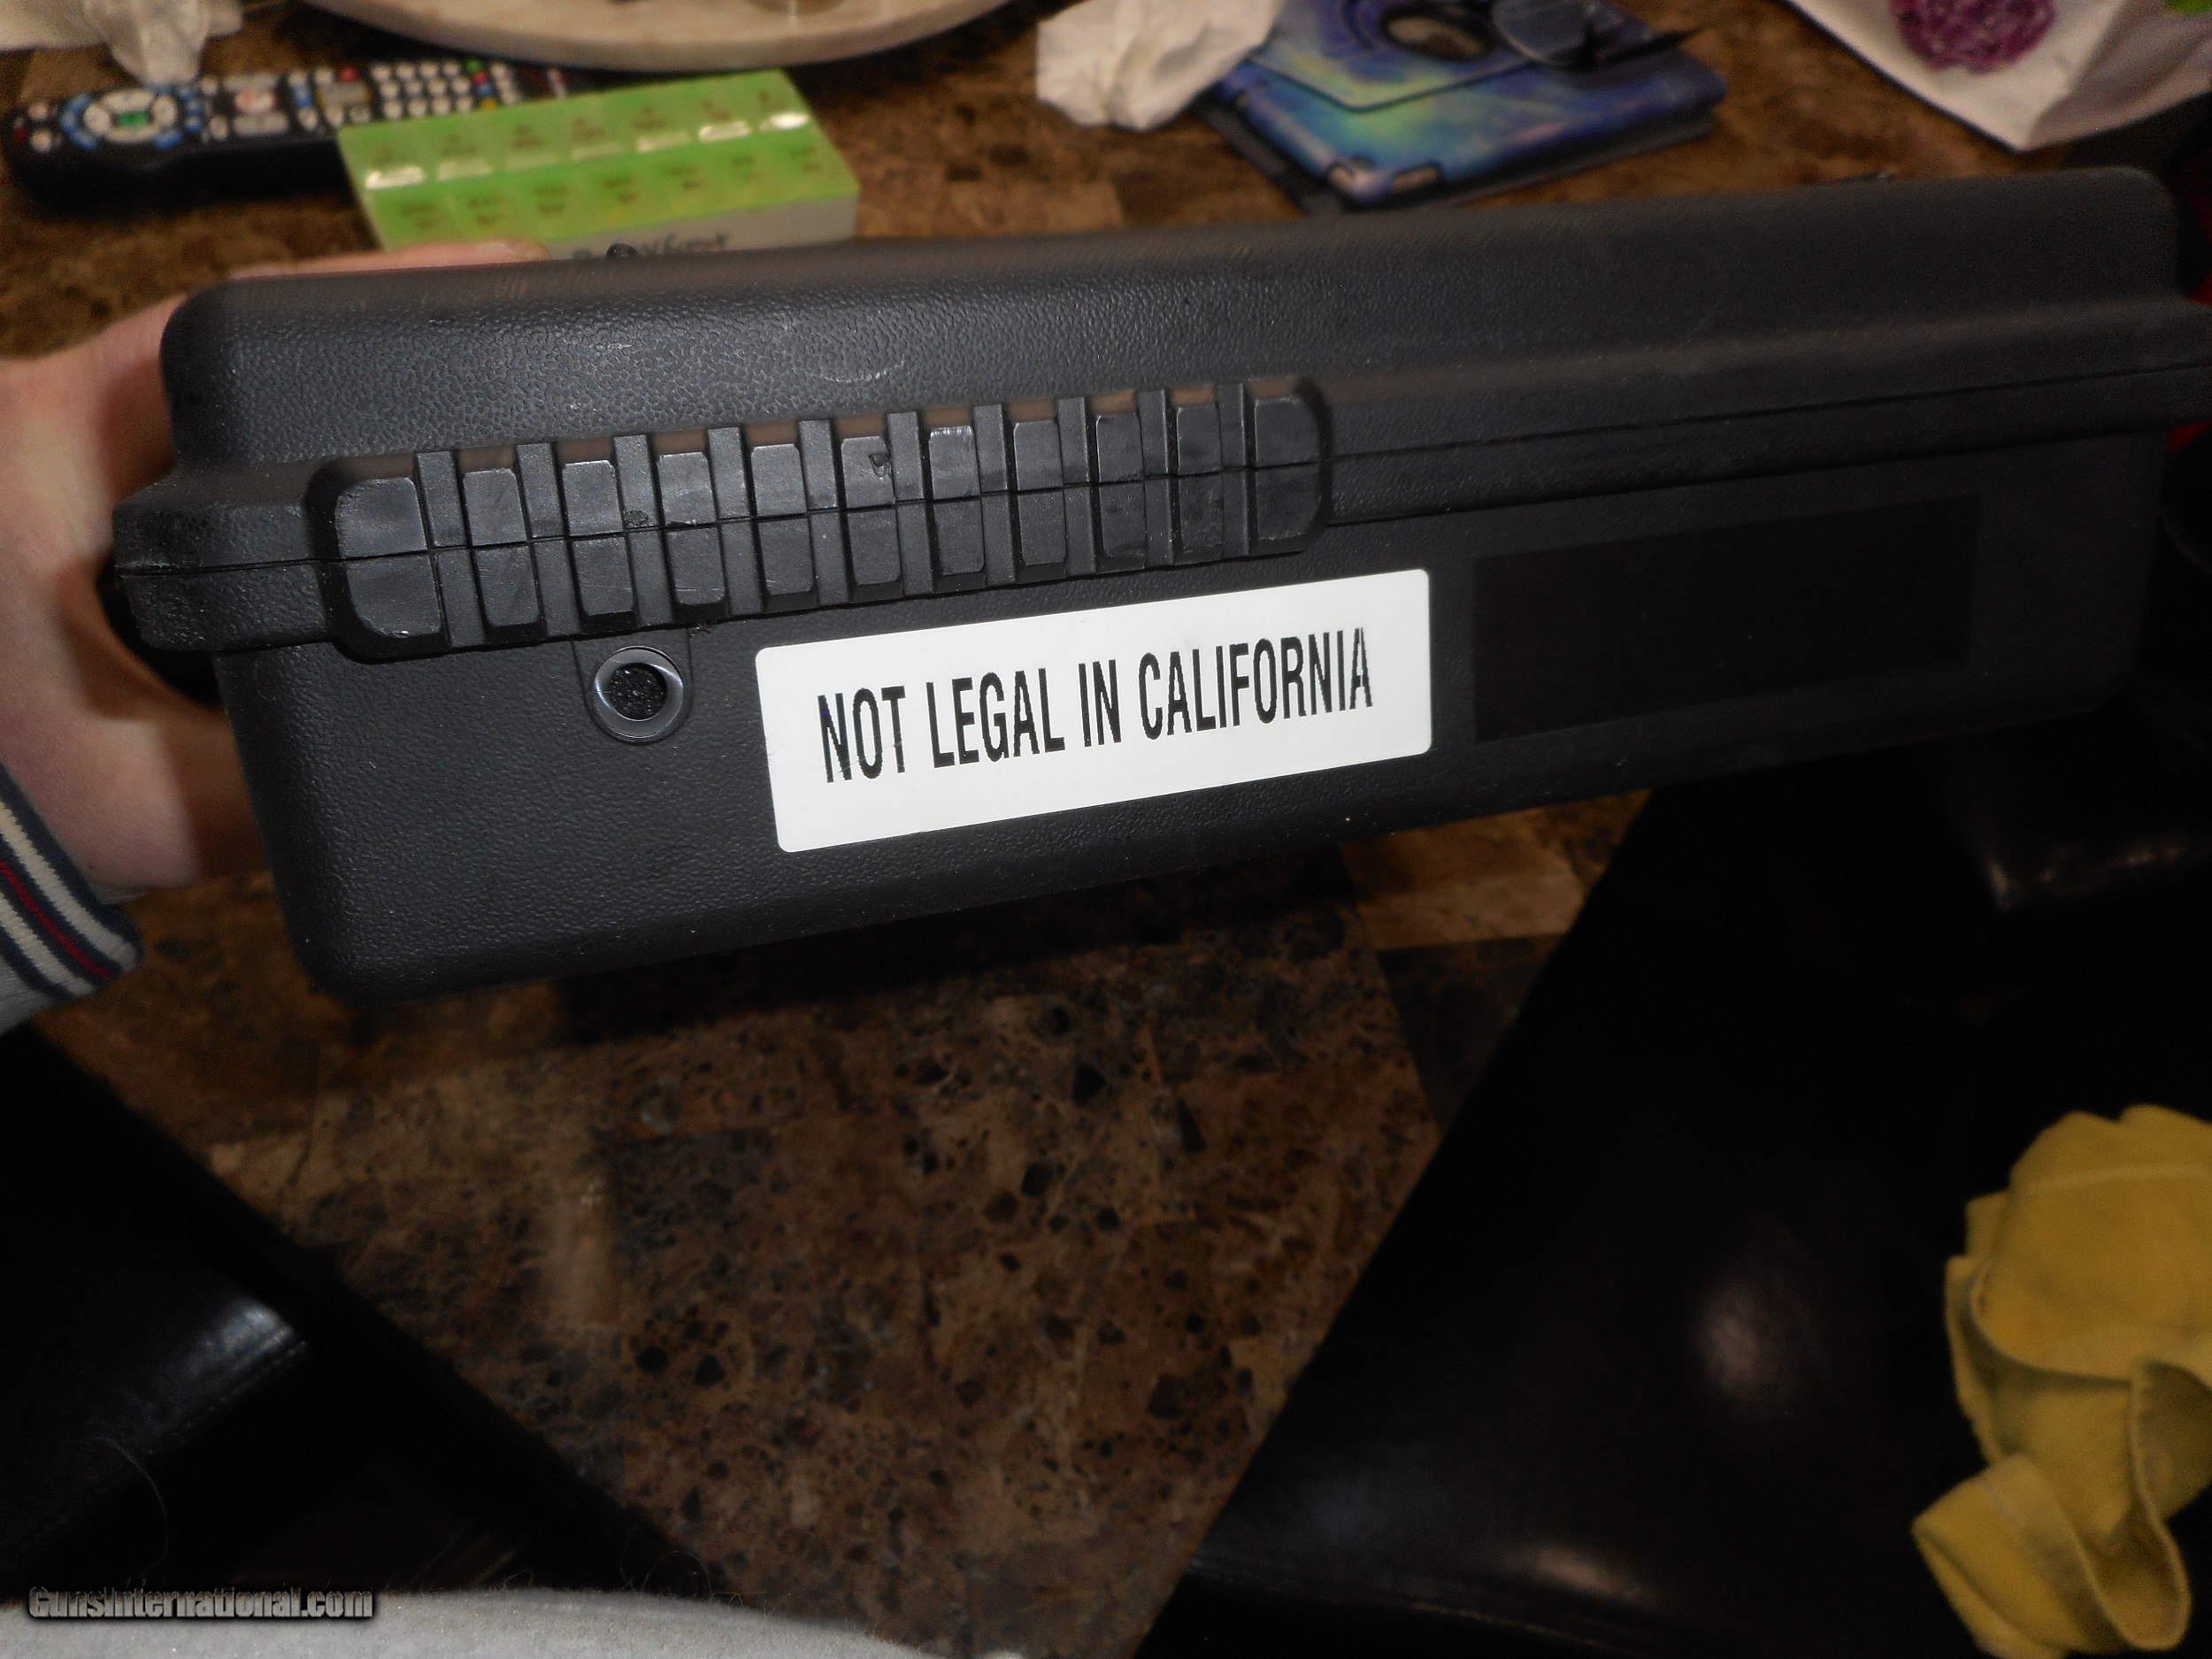 NOT LEGAL IN CALIFORNIA
GunsInternational.com